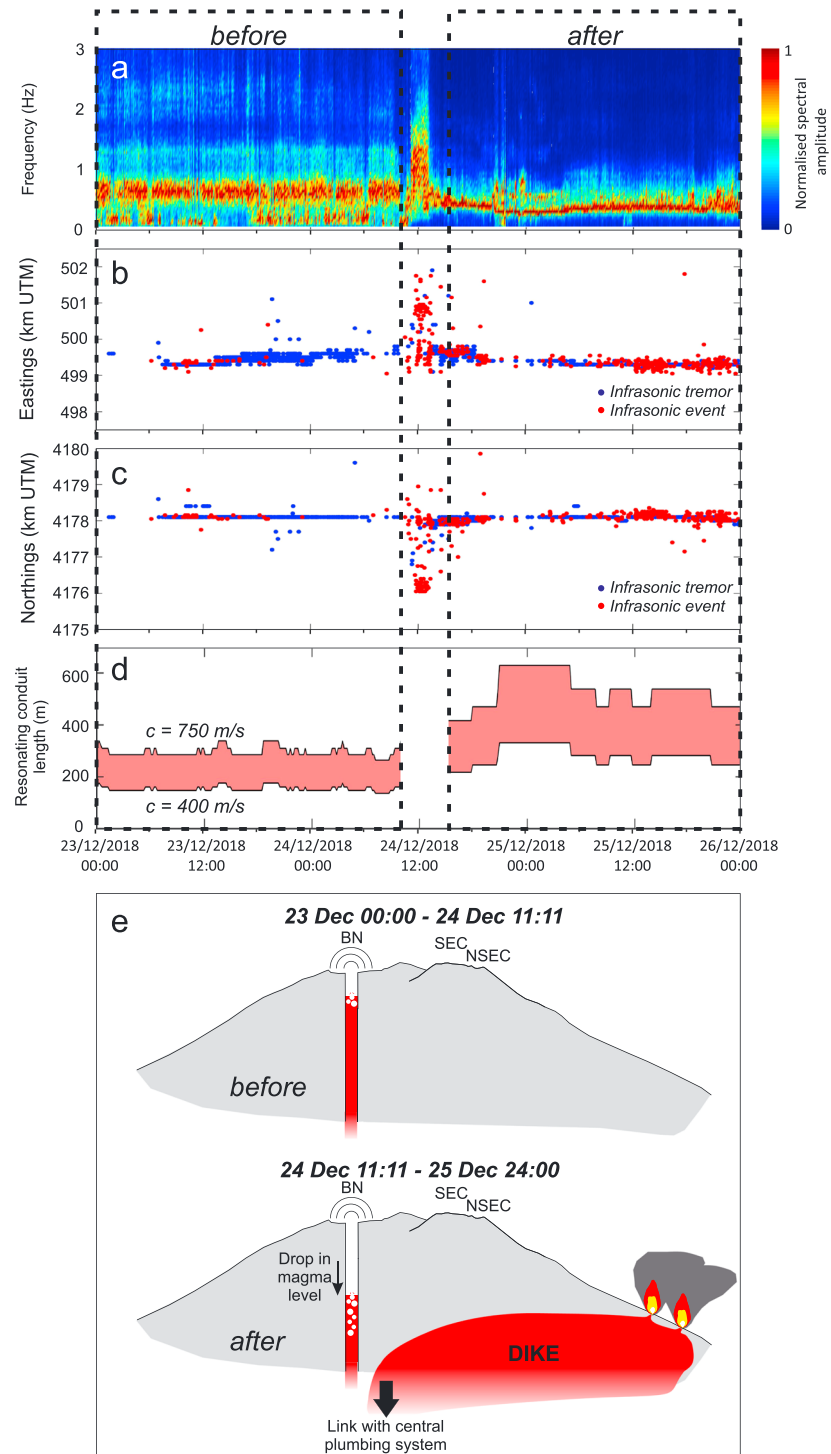 before
after
a
3
2
1
0
Frequency (Hz)
1
0
Normalised spectral
amplitude
b
502
501
500
499
498
Eastings (km UTM)
Infrasonic tremor
Infrasonic event
c
4180
4179
4178
4177
4176
4175
Northings (km UTM)
Infrasonic tremor
Infrasonic event
d
600
400
200
0
Resonating conduit
length (m)
c = 750 m/s
c = 400 m/s
23/12/2018 23/12/2018 24/12/2018 24/12/2018 25/12/2018 25/12/2018 26/12/2018
00:00 12:00 00:00 12:00 00:00 12:00 00:00
e
23 Dec 00:00 - 24 Dec 11:11
BN
SEC
NSEC
before
24 Dec 11:11 - 25 Dec 24:00
BN
SEC
NSEC
Drop in
magma
level
after
DIKE
Link with central
plumbing system